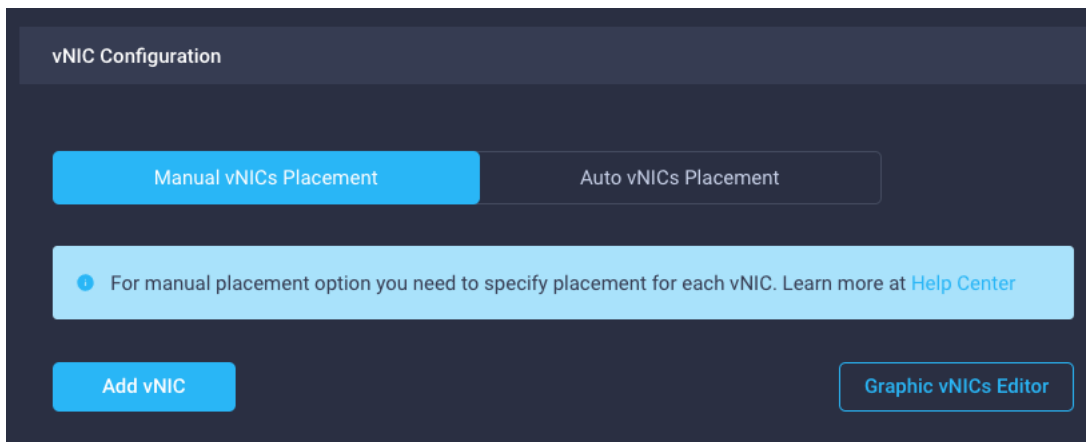 vNIC Configuration
Manual vNICs Placement
Auto vNICs Placement
For manual placement option you need to specify placement for each vNIC. Learn more at Help Center
Add vNIC
Graphic vNICs Editor